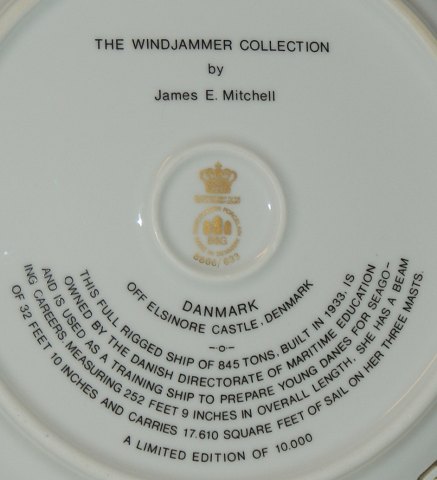 THE WINDJAMMER COLLECTION
by
James E. Mitchell
B&G
8606/633
DANMARK
OFF ELSINORE CASTLE, DENMARK
-o-
THIS FULL RIGGED SHIP OF 845 TONS, BUILT IN 1933, IS
OWNED BY THE DANISH DIRECTORATE OF MARITIME EDUCATION
AND IS USED AS A TRAINING SHIP TO PREPARE YOUNG DANES FOR SEAGO-
ING CAREERS. MEASURING 252 FEET 9 INCHES IN OVERALL LENGTH, SHE HAS A BEAM
OF 32 FEET 10 INCHES AND CARRIES 17.610 SQUARE FEET OF SAIL ON HER THREE MASTS.
A LIMITED EDITION OF 10.000